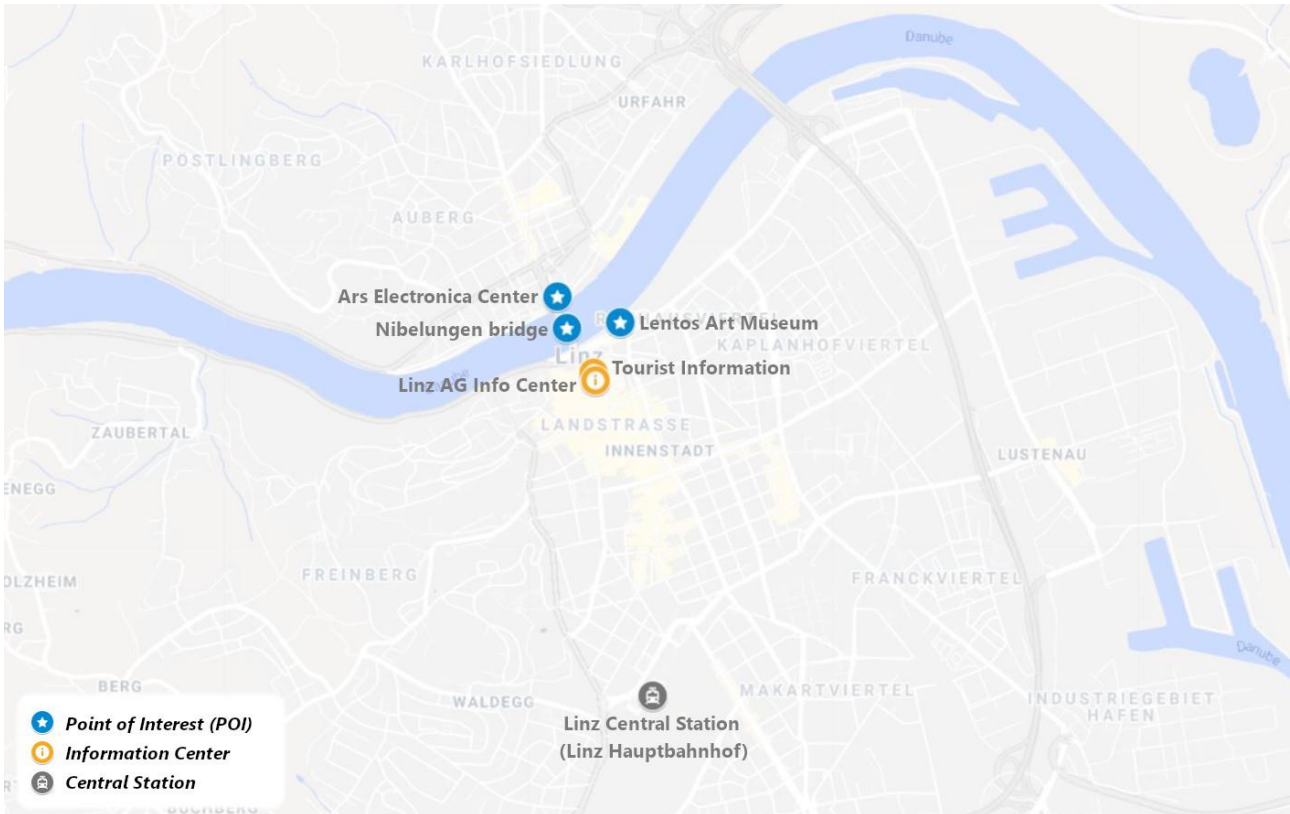 Danube
KARLHOFSIEDLUNG
URFAHR
PÖSTLINGBERG
AUBERG
Ars Electronica Center
Nibelungen bridge
Lentos Art Museum
KAPLANHOFVIERTEL
Linz
Tourist Information
Linz AG Info Center
LANDSTRASSE
INNENSTADT
ZAUBERTAL
LUSTENAU
ENEGG
FREINBERG
FRANCKVIERTEL
OLZHEIM
RG
Danube
BERG
WALDEGG
MAKARTVIERTEL
INDUSTRIEGEBIET
HAFEN
Linz Central Station
(Linz Hauptbahnhof)
Point of Interest (POI)
Information Center
Central Station